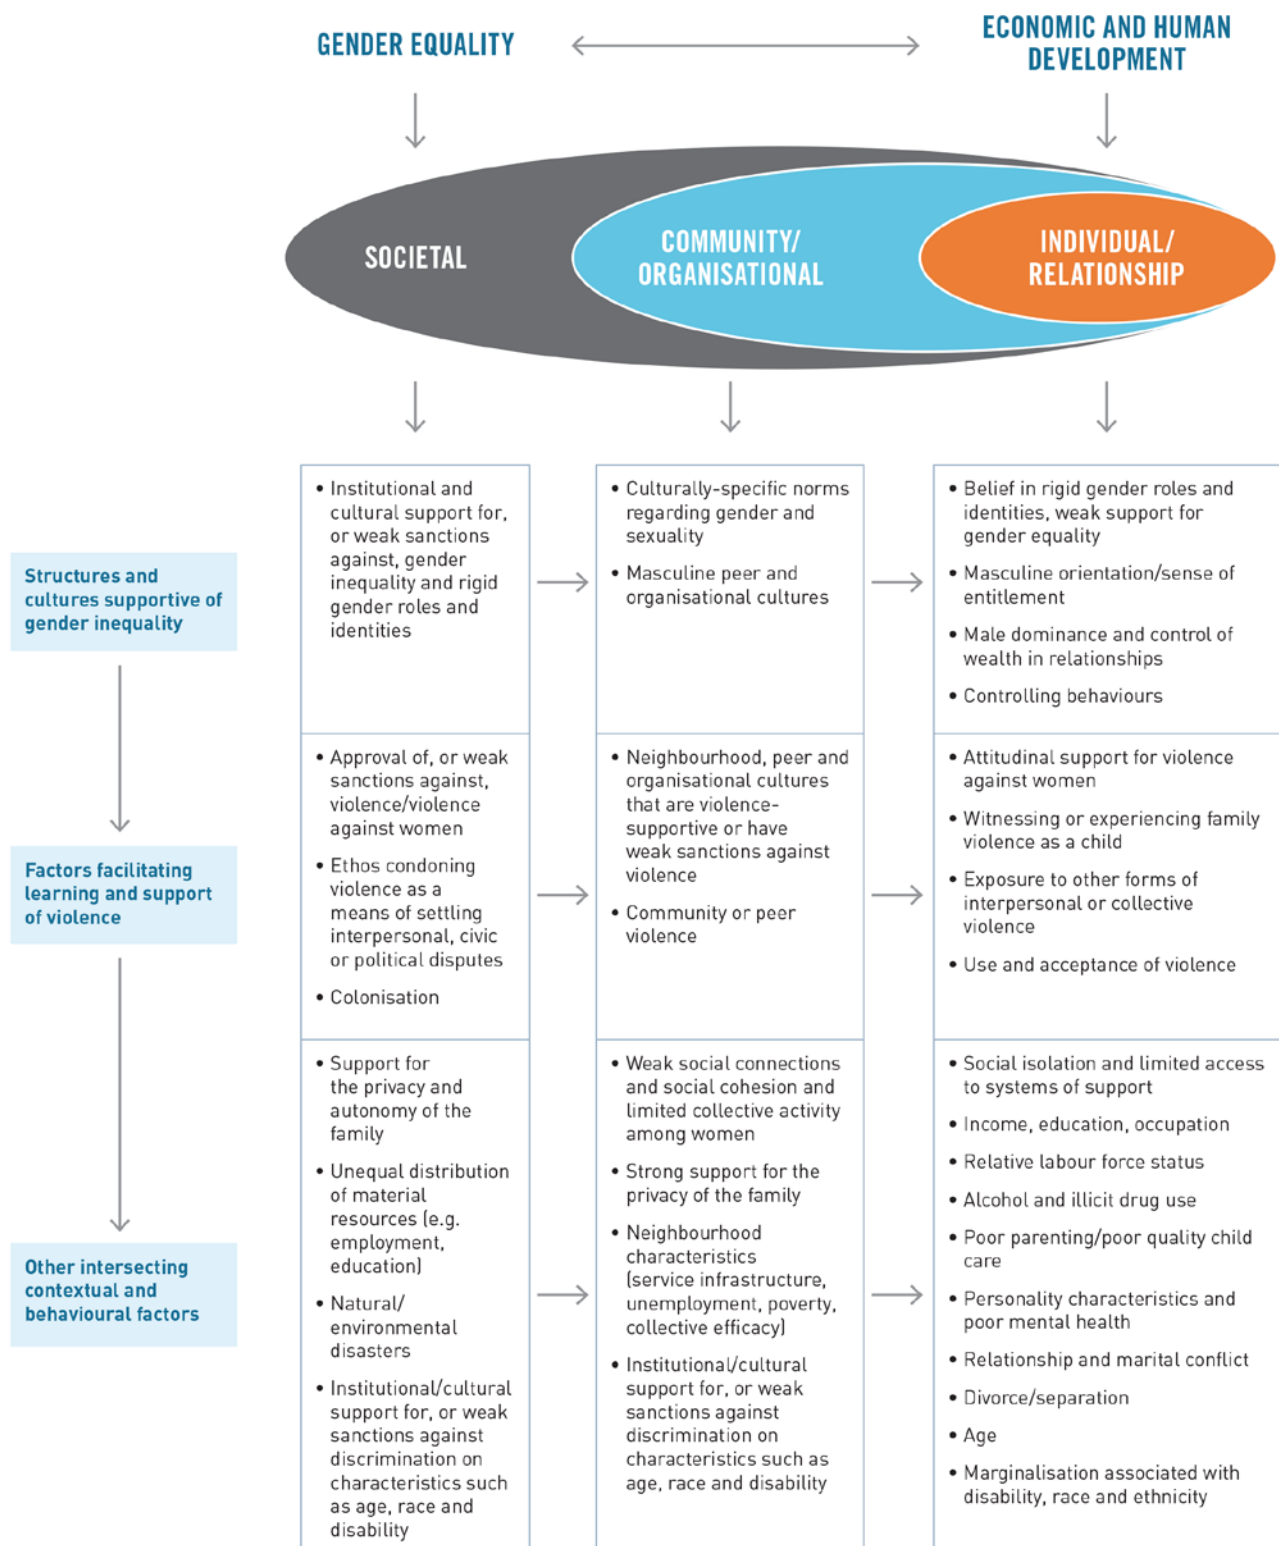 GENDER EQUALITY
ECONOMIC AND HUMAN
DEVELOPMENT
SOCIETAL
COMMUNITY/
ORGANISATIONAL
INDIVIDUAL/
RELATIONSHIP
Structures and
cultures supportive of
gender inequality
• Institutional and
cultural support for,
or weak sanctions
against, gender
inequality and rigid
gender roles and
identities
• Culturally-specific norms
regarding gender and
sexuality
• Masculine peer and
organisational cultures
• Belief in rigid gender roles and
identities, weak support for
gender equality
• Masculine orientation/sense of
entitlement
• Male dominance and control of
wealth in relationships
• Controlling behaviours
Factors facilitating
learning and support
of violence
• Approval of, or weak
sanctions against,
violence/violence
against women
• Ethos condoning
violence as a
means of settling
interpersonal, civic
or political disputes
• Colonisation
• Neighbourhood, peer and
organisational cultures
that are violence-
supportive or have
weak sanctions against
violence
• Community or peer
violence
• Attitudinal support for violence
against women
• Witnessing or experiencing family
violence as a child
• Exposure to other forms of
interpersonal or collective
violence
• Use and acceptance of violence
Other intersecting
contextual and
behavioural factors
• Support for
the privacy and
autonomy of the
family
• Unequal distribution
of material
resources (e.g.
employment,
education)
• Natural/
environmental
disasters
• Institutional/cultural
support for, or weak
sanctions against
discrimination on
characteristics such
as age, race and
disability
• Weak social connections
and social cohesion and
limited collective activity
among women
• Strong support for the
privacy of the family
• Neighbourhood
characteristics
(service infrastructure,
unemployment, poverty,
collective efficacy)
• Institutional/cultural
support for, or weak
sanctions against
discrimination on
characteristics such as
age, race and disability
• Social isolation and limited access
to systems of support
• Income, education, occupation
• Relative labour force status
• Alcohol and illicit drug use
• Poor parenting/poor quality child
care
• Personality characteristics and
poor mental health
• Relationship and marital conflict
• Divorce/separation
• Age
• Marginalisation associated with
disability, race and ethnicity